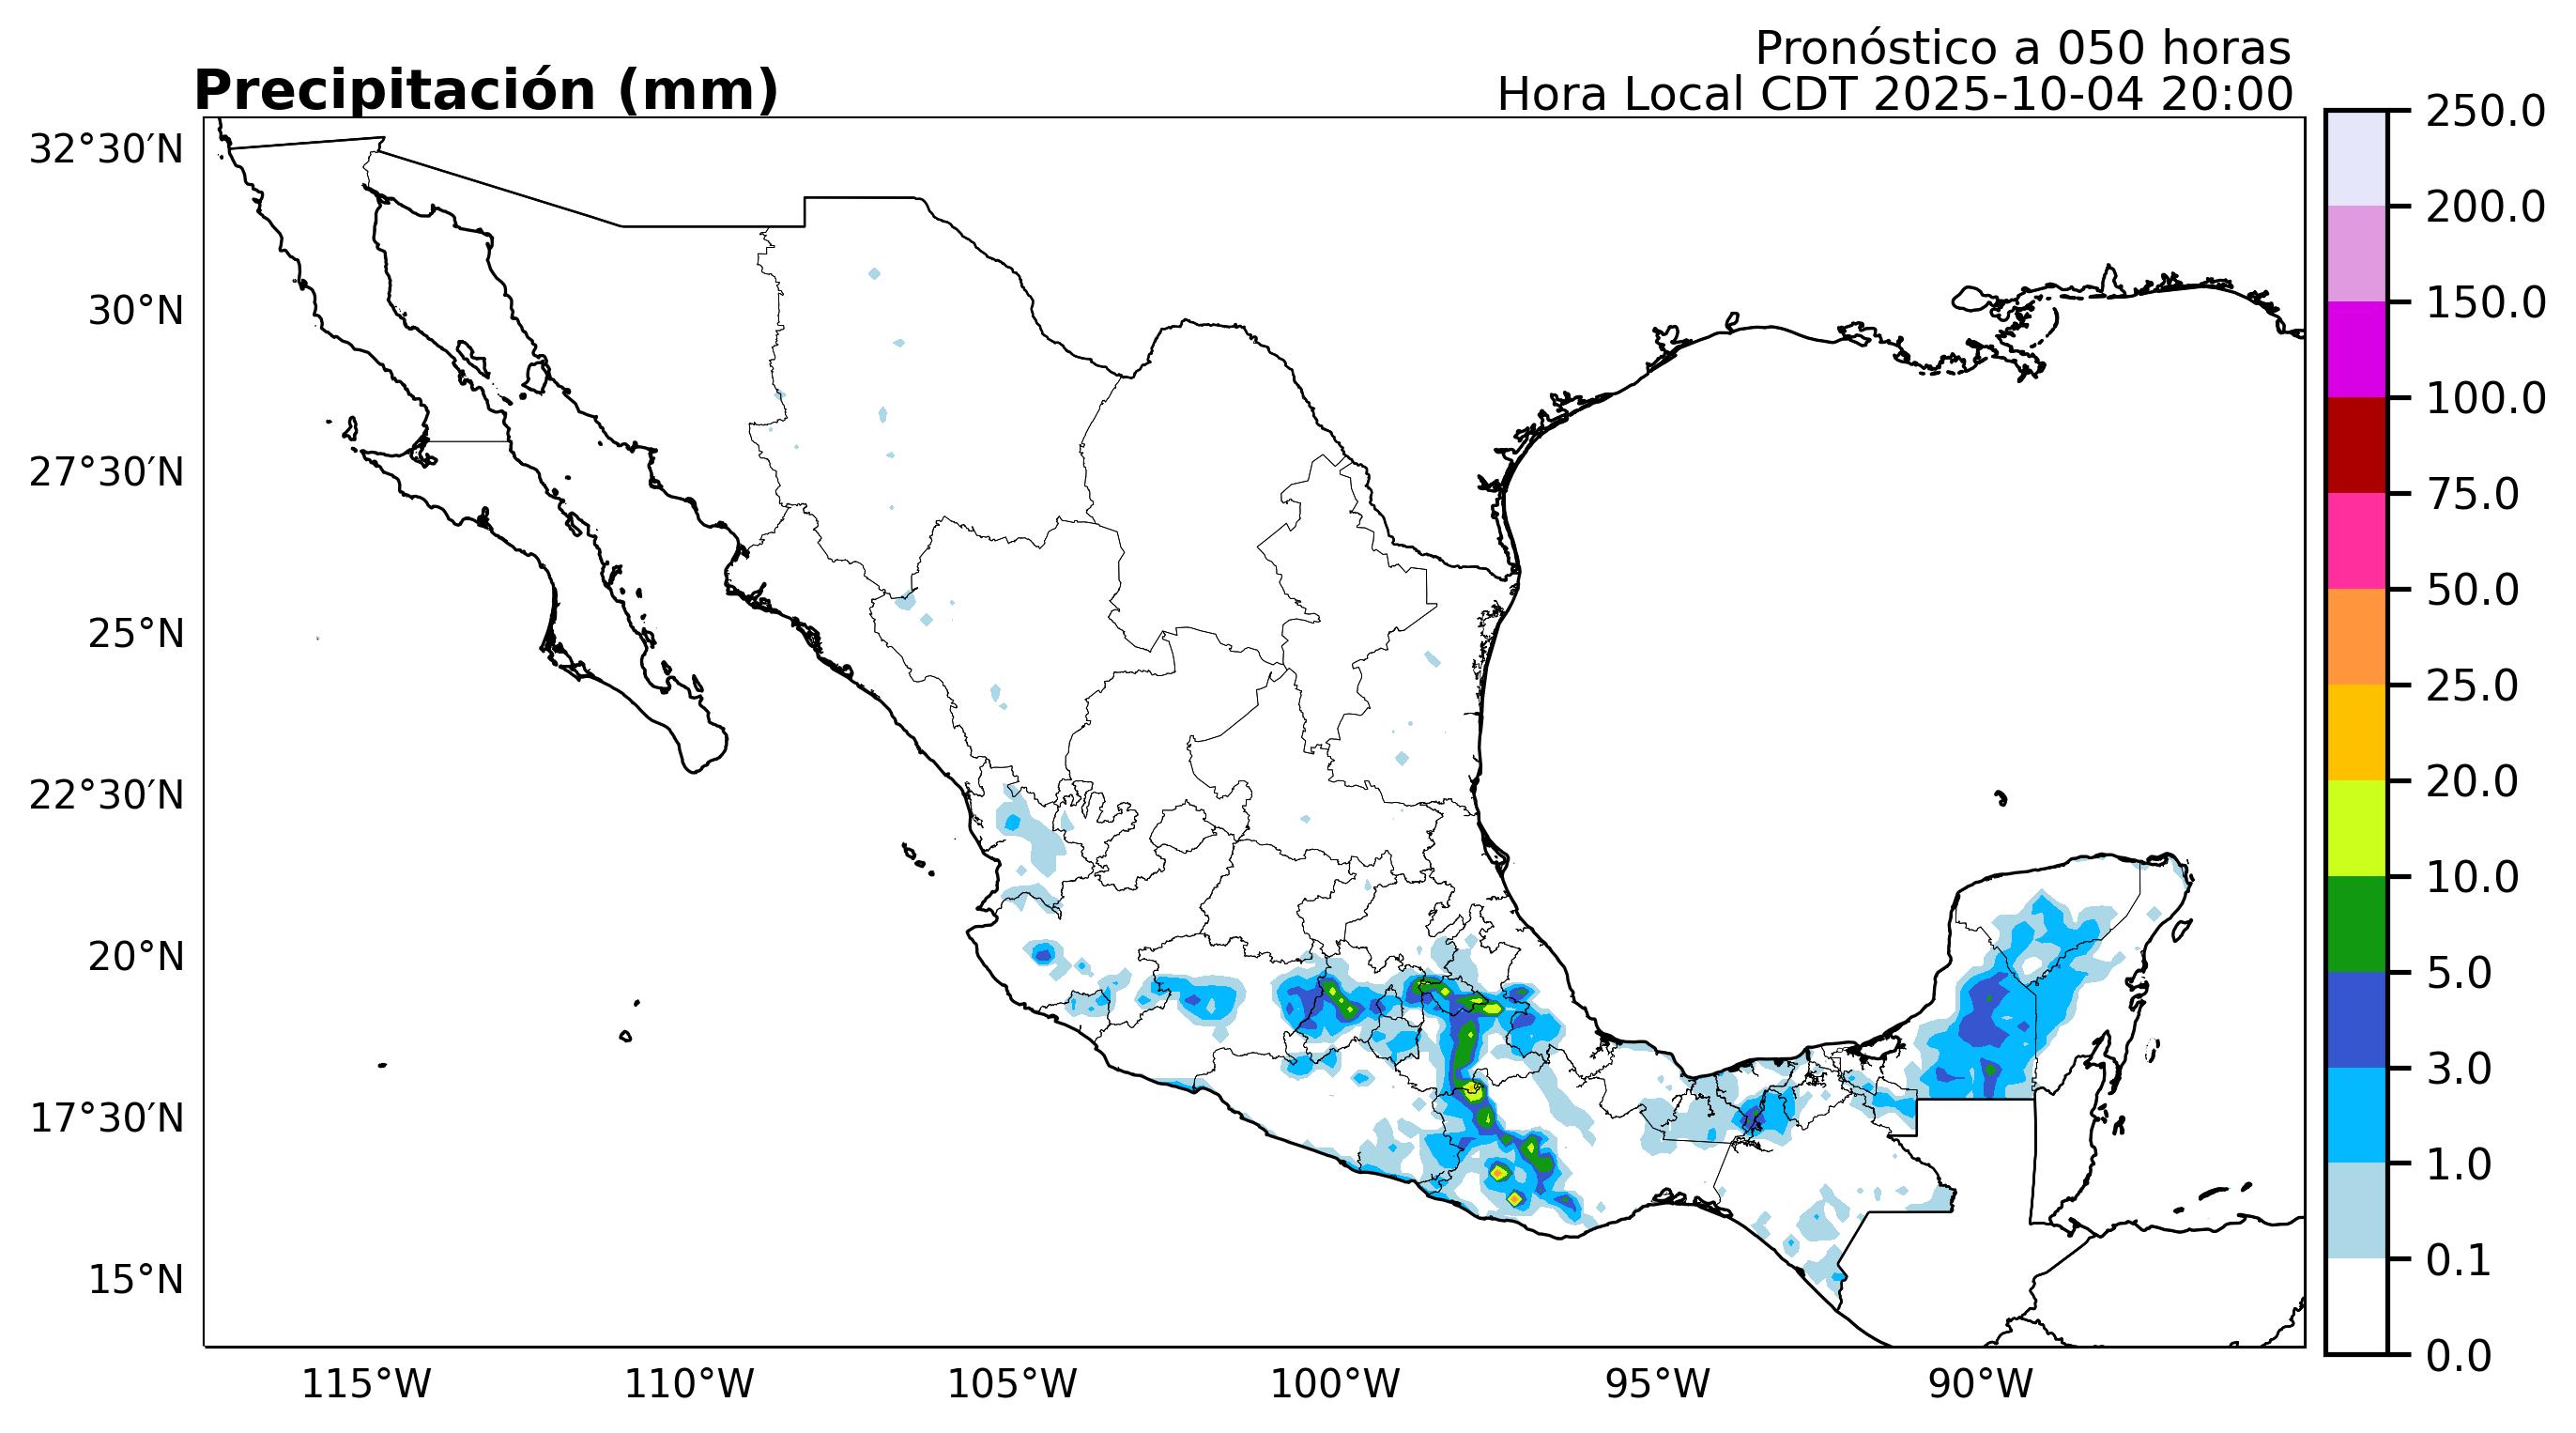 Pronóstico a 050 horas
Precipitación (mm)
Hora Local CDT 2025-10-04 20:00
32°30′N
30°N
27°30′N
25°N
22°30′N
20°N
17°30′N
15°N
115°W
110°W
105°W
100°W
95°W
90°W
250.0
200.0
150.0
100.0
75.0
50.0
25.0
20.0
10.0
5.0
3.0
1.0
0.1
0.0